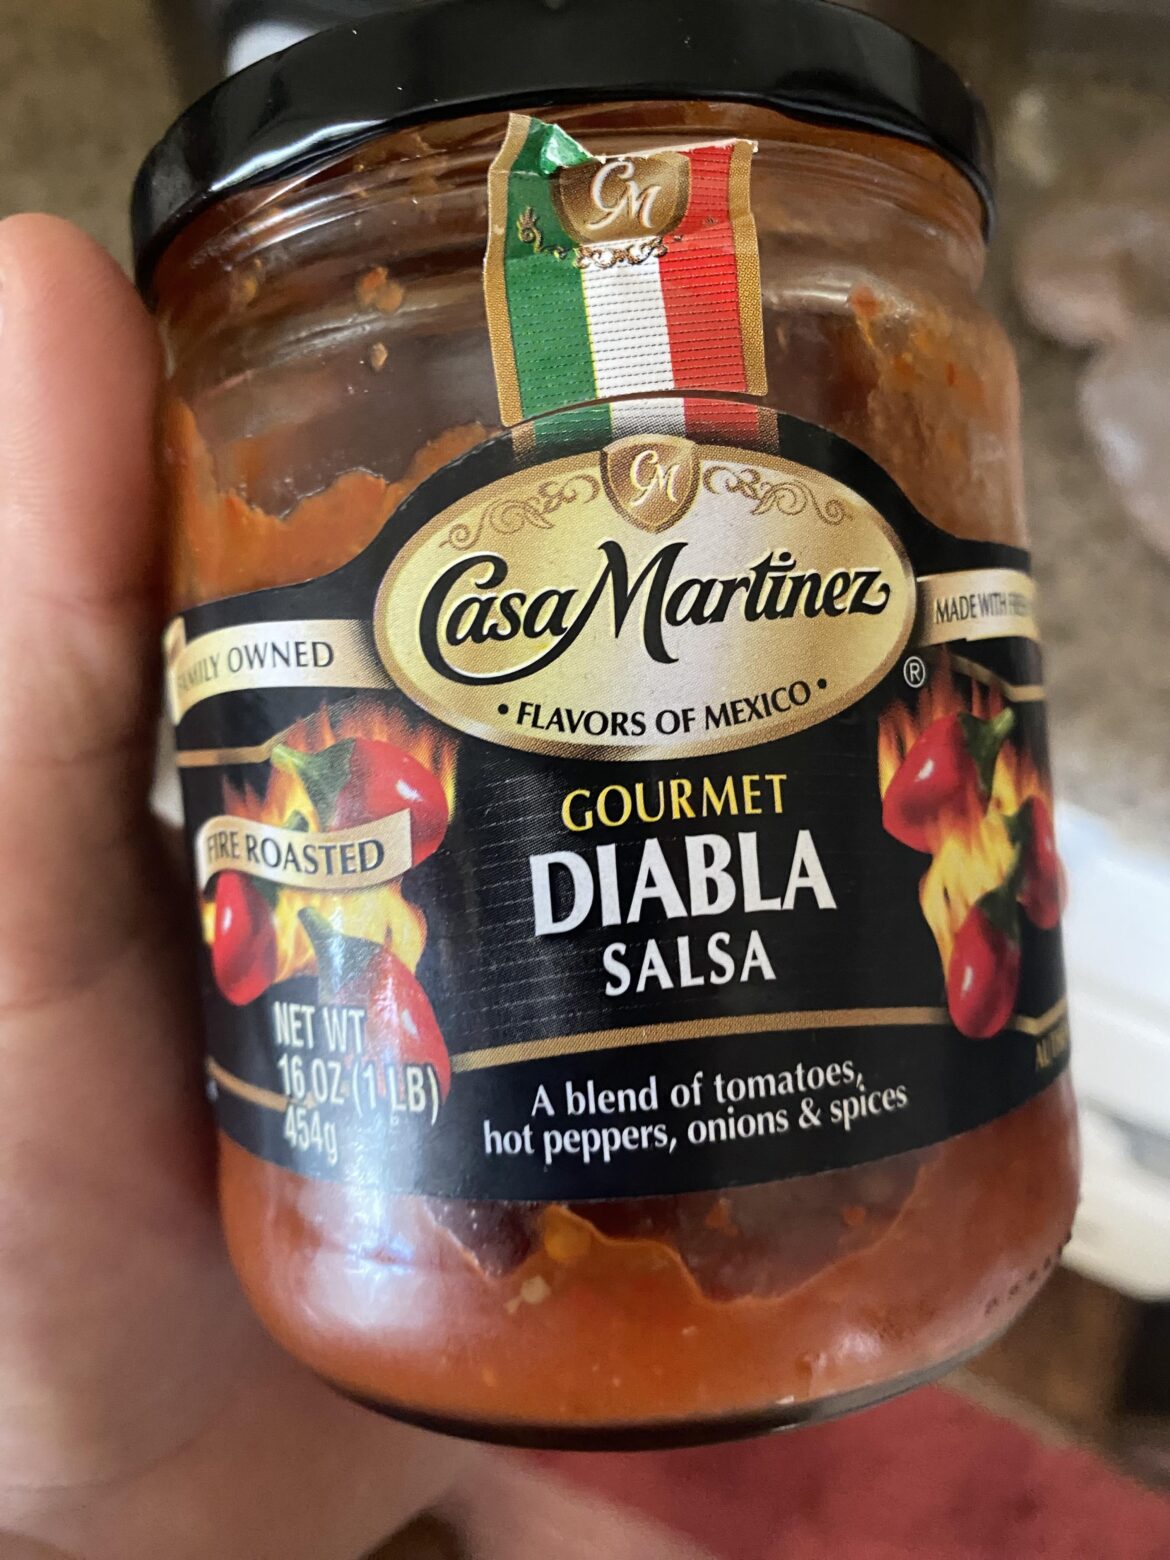 GM
GM
Casa Martinez
®
• FLAVORS OF MEXICO •
FAMILY OWNED
MADE WITH
FIRE ROASTED
GOURMET
DIABLA
SALSA
NET WT
16 OZ (1 LB)
454g
A blend of tomatoes,
hot peppers, onions & spices